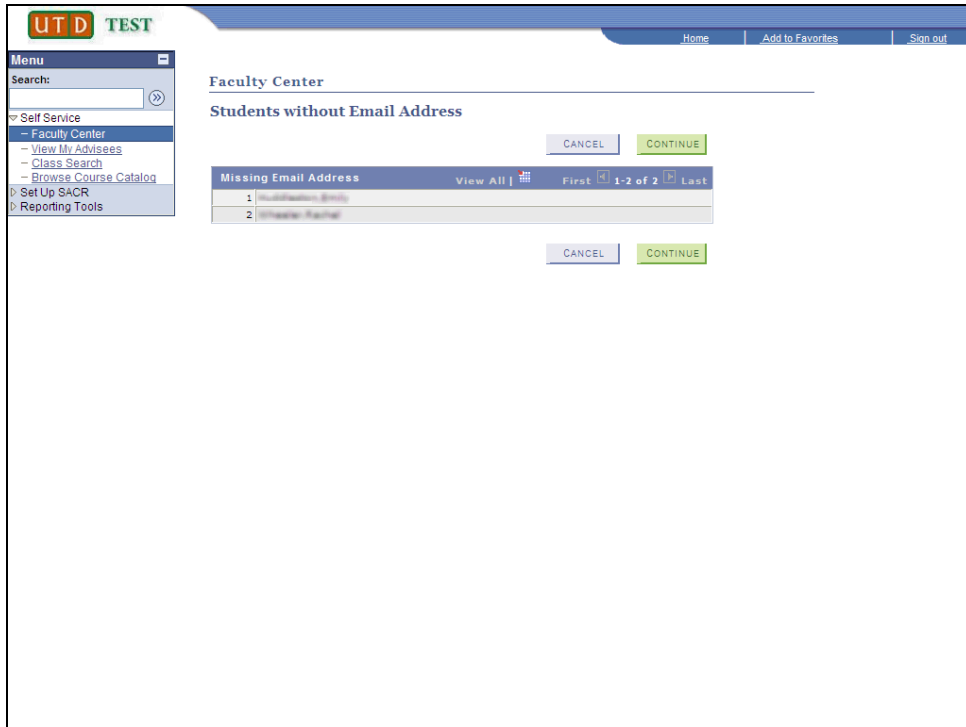 UTD TEST
Home | Add to Favorites | Sign out
Menu
Search:
Self Service
– Faculty Center
– View My Advisees
– Class Search
– Browse Course Catalog
Set Up SACR
Reporting Tools
Faculty Center
Students without Email Address
CANCEL CONTINUE
Missing Email Address View All | First 1-2 of 2 Last
1
2
CANCEL CONTINUE